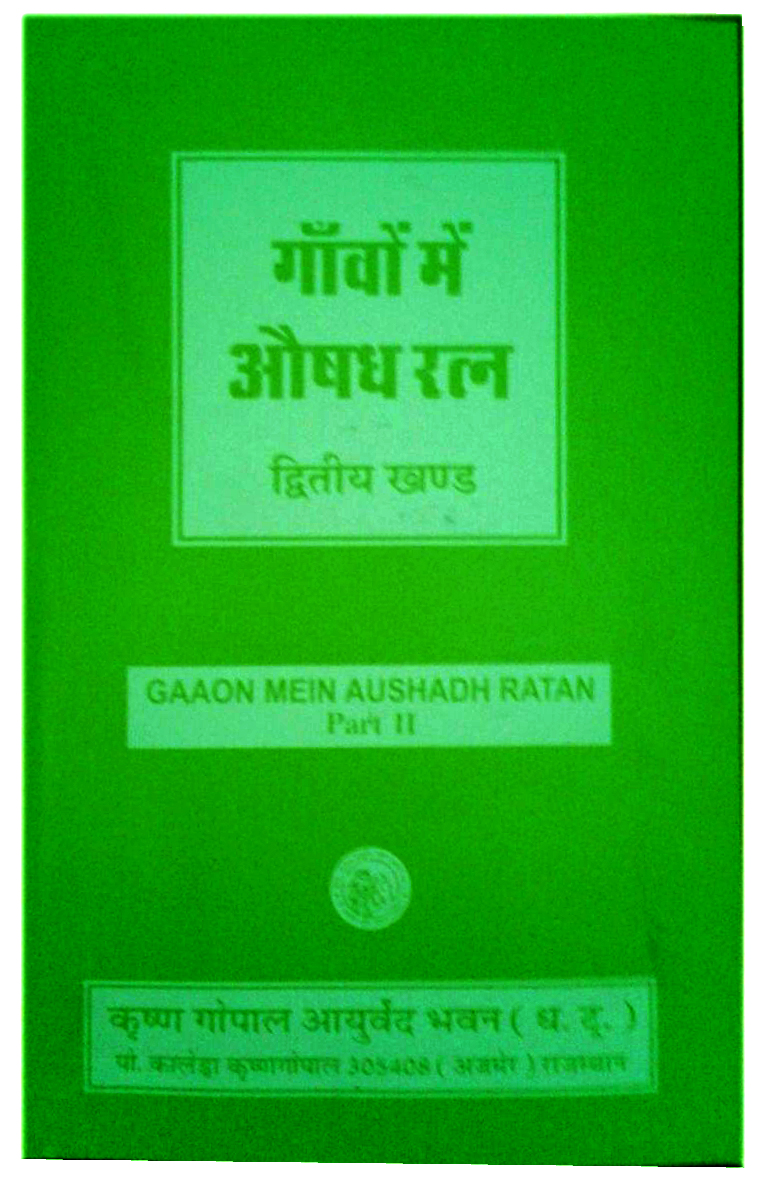 गाँवों में
औषध रत्न
द्वितीय खण्ड
GAAON MEIN AUSHADH RATAN
Part II
कृष्ण गोपाल आयुर्वेद भवन ( ध. ट्. )
पो. कालेड़ा कृष्णगोपाल 305408 ( अजमेर ) राजस्थान